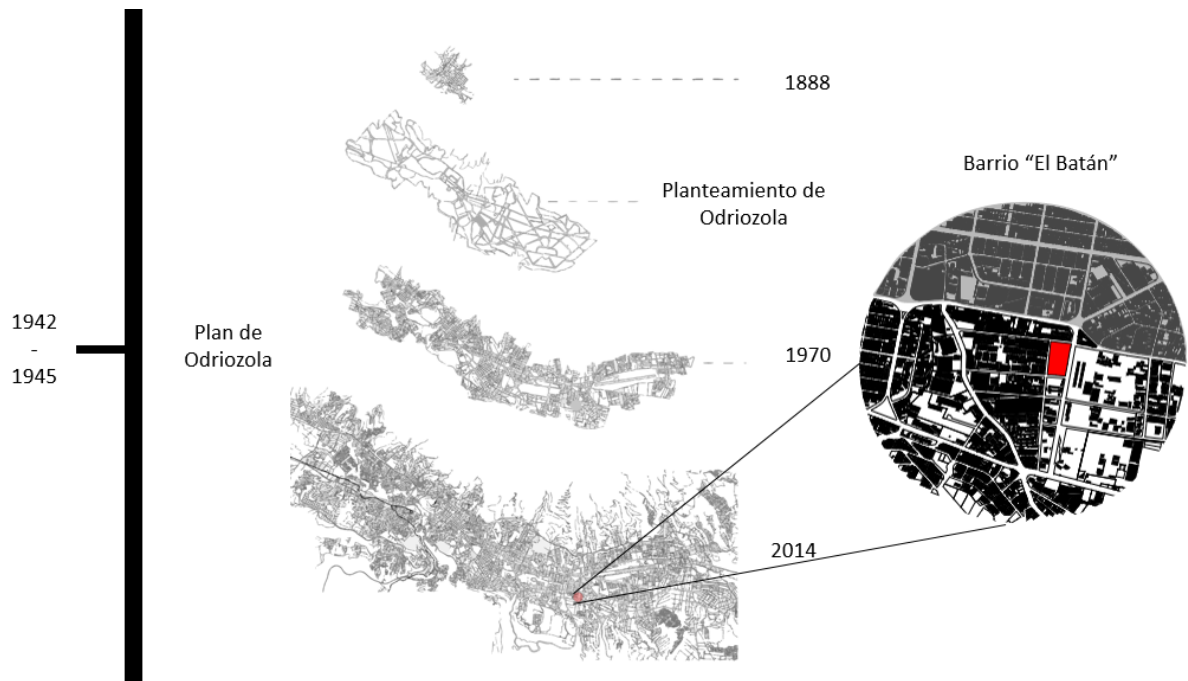 1942
-
1945
Plan de
Odriozola
1888
Planteamiento de
Odriozola
1970
2014
Barrio “El Batán”